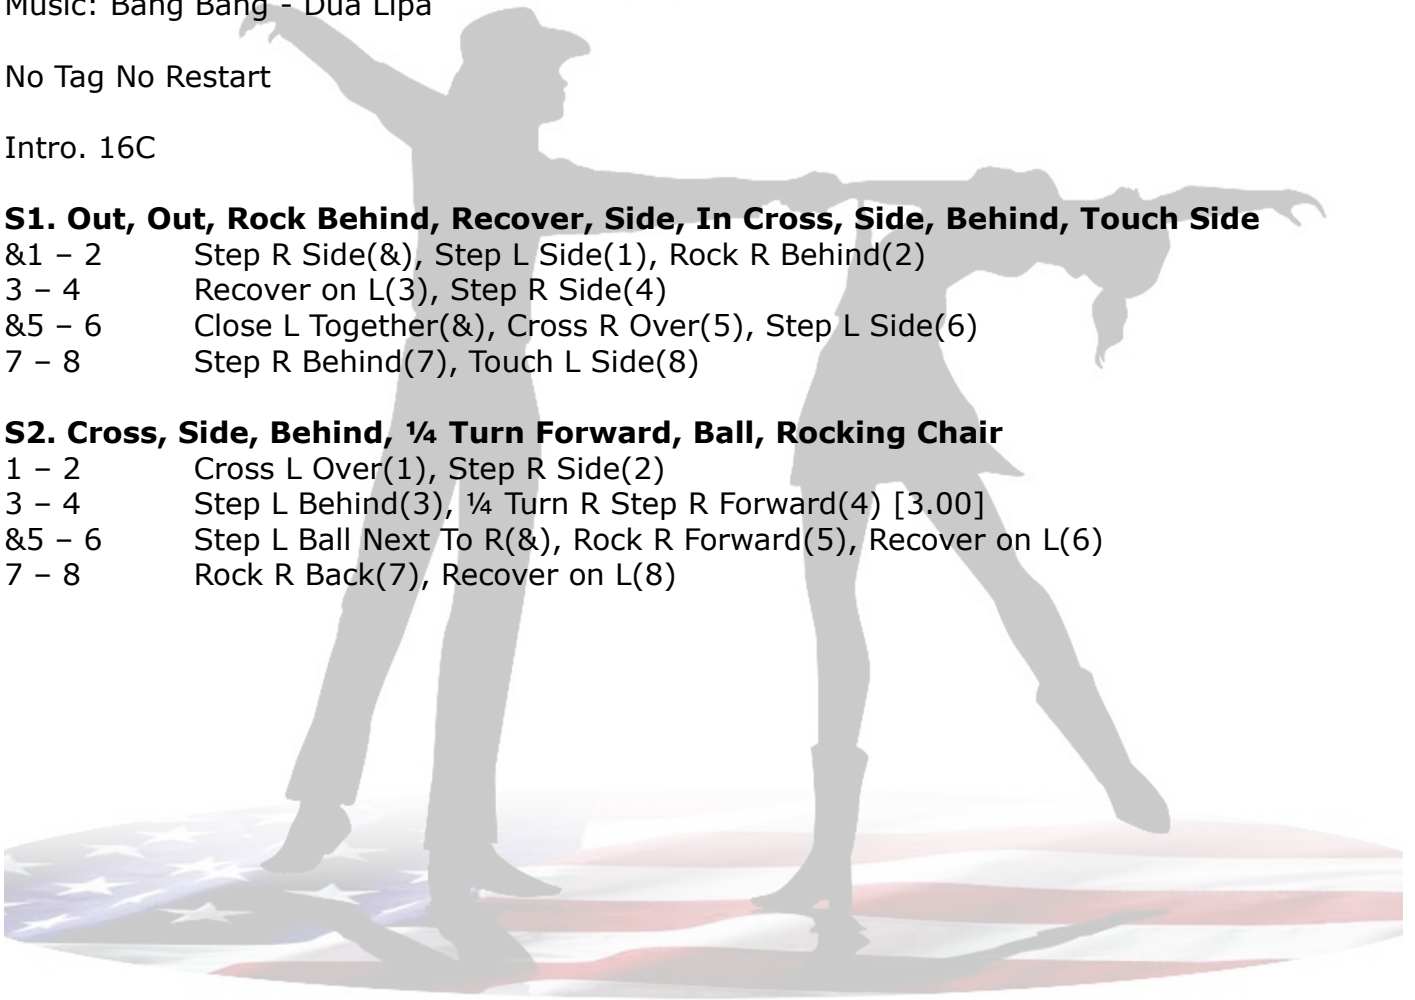 Music: Bang Bang - Dua Lipa
No Tag No Restart
Intro. 16C
S1. Out, Out, Rock Behind, Recover, Side, In Cross, Side, Behind, Touch Side
&1 – 2 Step R Side(&), Step L Side(1), Rock R Behind(2)
3 – 4 Recover on L(3), Step R Side(4)
&5 – 6 Close L Together(&), Cross R Over(5), Step L Side(6)
7 – 8 Step R Behind(7), Touch L Side(8)
S2. Cross, Side, Behind, ¼ Turn Forward, Ball, Rocking Chair
1 – 2 Cross L Over(1), Step R Side(2)
3 – 4 Step L Behind(3), ¼ Turn R Step R Forward(4) [3.00]
&5 – 6 Step L Ball Next To R(&), Rock R Forward(5), Recover on L(6)
7 – 8 Rock R Back(7), Recover on L(8)